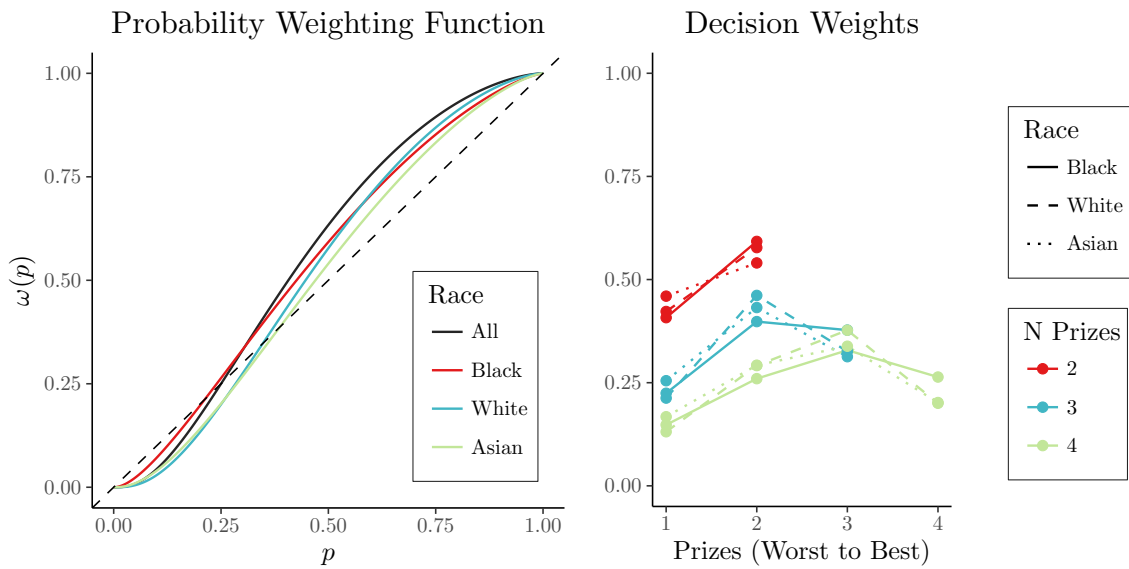 Probability Weighting Function
1.00
0.75
0.50
0.25
0.00
ω(p)
0.00 0.25 0.50 0.75 1.00
p
Race
All
Black
White
Asian
Decision Weights
1.00
0.75
0.50
0.25
0.00
1 2 3 4
Prizes (Worst to Best)
Race
Black
White
Asian
N Prizes
2
3
4